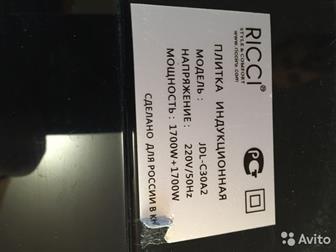 RICCI®
STYLE & COMFORT
www.riccirx.com
ПЛИТКА ИНДУКЦИОННАЯ
МОДЕЛЬ : JDL-C30A2
НАПРЯЖЕНИЕ : 220V/50Hz
МОЩНОСТЬ : 1700W+1700W
СДЕЛАНО ДЛЯ РОССИИ В
Avito